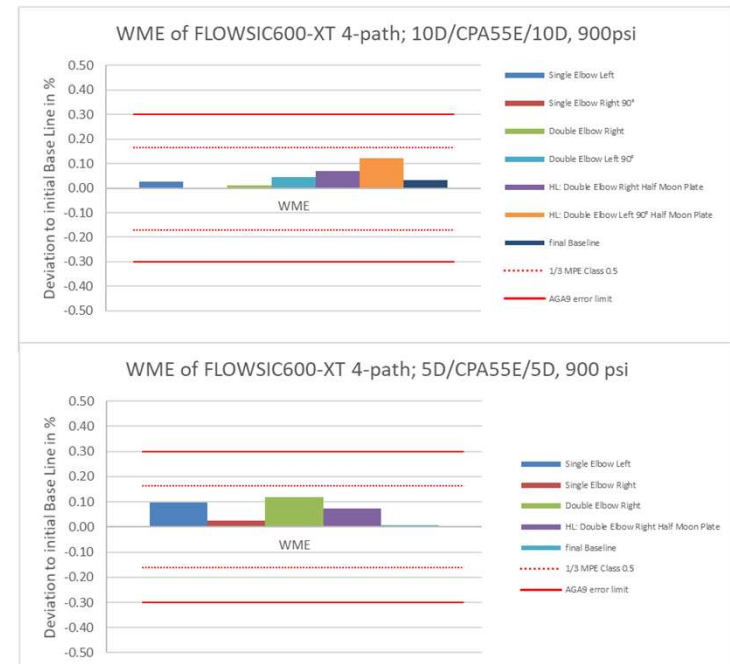 WME of FLOWSIC600-XT 4-path; 10D/CPA55E/10D, 900psi
Deviation to initial Base Line in %
0.50
0.40
0.30
0.20
0.10
0.00
-0.10
-0.20
-0.30
-0.40
-0.50
WME
Single Elbow Left
Single Elbow Right 90°
Double Elbow Right
Double Elbow Left 90°
HL: Double Elbow Right Half Moon Plate
HL: Double Elbow Left 90° Half Moon Plate
final Baseline
1/3 MPE Class 0.5
AGA9 error limit
WME of FLOWSIC600-XT 4-path; 5D/CPA55E/5D, 900 psi
Deviation to initial Base Line in %
0.50
0.40
0.30
0.20
0.10
0.00
-0.10
-0.20
-0.30
-0.40
-0.50
WME
Single Elbow Left
Single Elbow Right
Double Elbow Right
HL: Double Elbow Right Half Moon Plate
final Baseline
1/3 MPE Class 0.5
AGA9 error limit